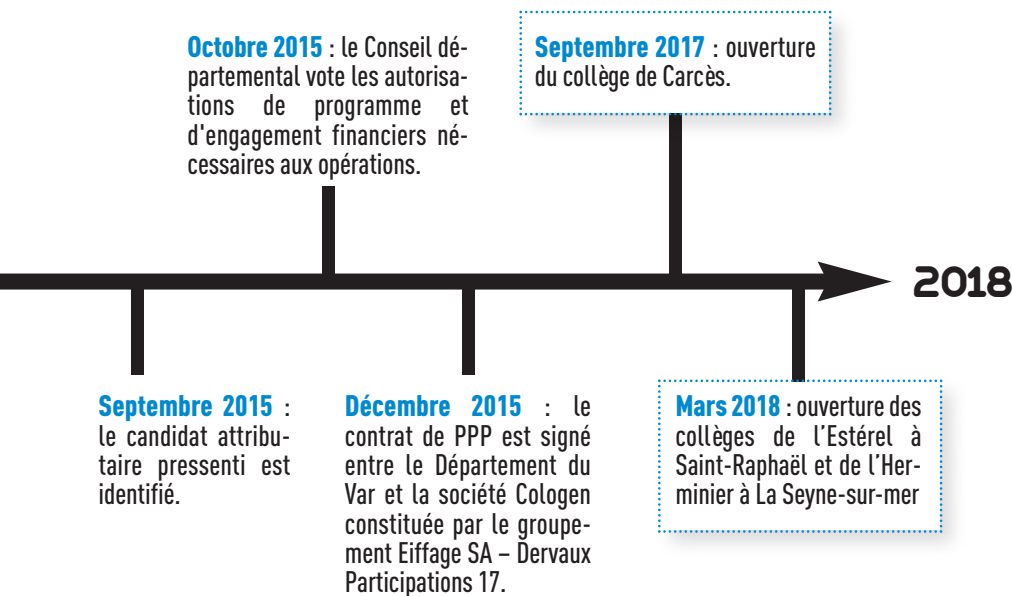 Octobre 2015 : le Conseil dé-
partemental vote les autorisa-
tions de programme et
d'engagement financiers né-
cessaires aux opérations.
Septembre 2017 : ouverture
du collège de Carcès.
2018
Septembre 2015 :
le candidat attribu-
taire pressenti est
identifié.
Décembre 2015 : le
contrat de PPP est signé
entre le Département du
Var et la société Cologen
constituée par le groupe-
ment Eiffage SA – Dervaux
Participations 17.
Mars 2018 : ouverture des
collèges de l'Estérel à
Saint-Raphaël et de l'Her-
minier à La Seyne-sur-mer